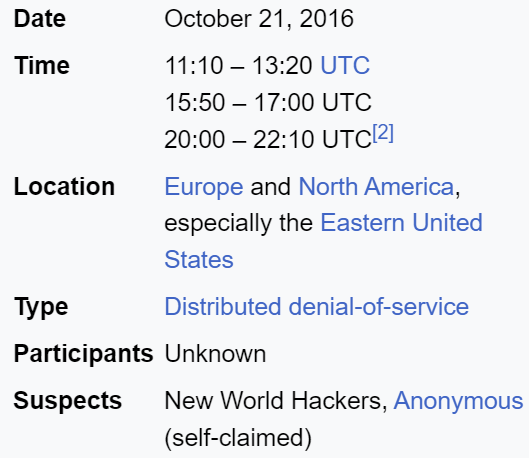 Date October 21, 2016
Time 11:10 – 13:20 UTC
15:50 – 17:00 UTC
20:00 – 22:10 UTC[2]
Location Europe and North America,
especially the Eastern United
States
Type Distributed denial-of-service
Participants Unknown
Suspects New World Hackers, Anonymous
(self-claimed)